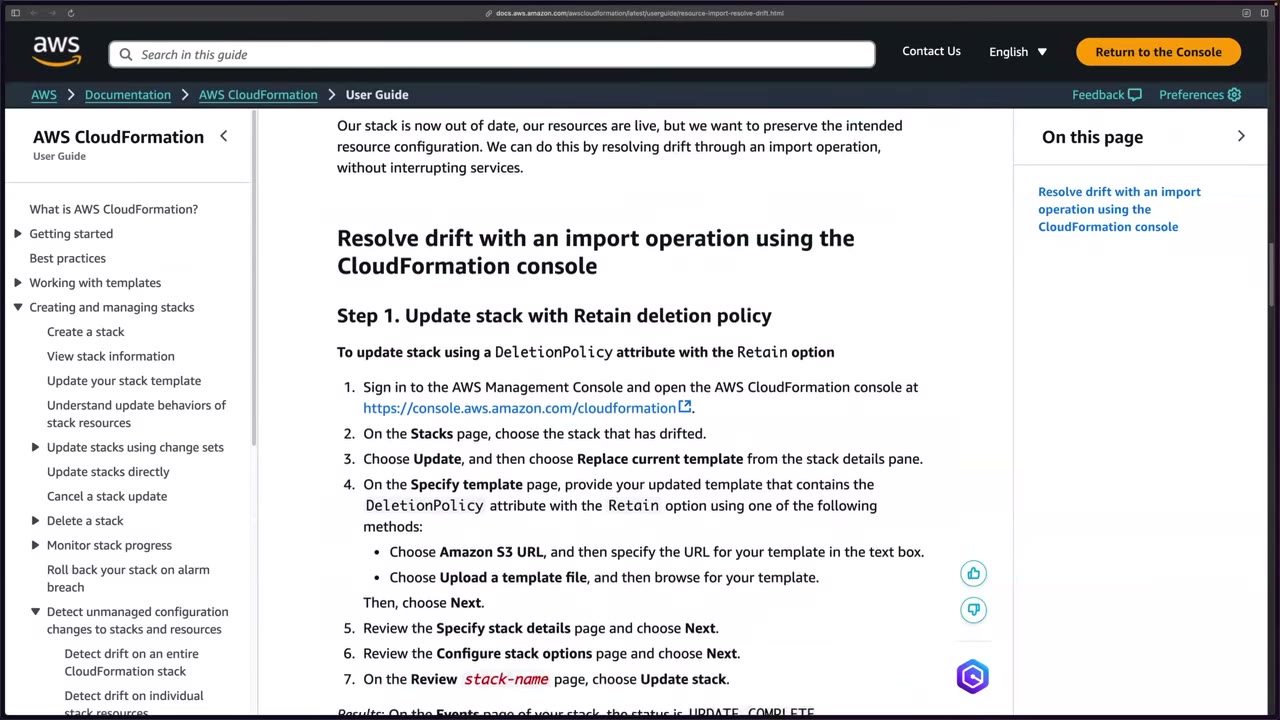 docs.aws.amazon.com/awscloudformation/latest/userguide/resource-import-resolve-drift.html
aws
Search in this guide
Contact Us
English
Return to the Console
AWS
Documentation
AWS CloudFormation
User Guide
Feedback
Preferences
AWS CloudFormation
User Guide
What is AWS CloudFormation?
Getting started
Best practices
Working with templates
Creating and managing stacks
Create a stack
View stack information
Update your stack template
Understand update behaviors of
stack resources
Update stacks using change sets
Update stacks directly
Cancel a stack update
Delete a stack
Monitor stack progress
Roll back your stack on alarm
breach
Detect unmanaged configuration
changes to stacks and resources
Detect drift on an entire
CloudFormation stack
Detect drift on individual
stack resources
Our stack is now out of date, our resources are live, but we want to preserve the intended
resource configuration. We can do this by resolving drift through an import operation,
without interrupting services.
Resolve drift with an import operation using the
CloudFormation console
Step 1. Update stack with Retain deletion policy
To update stack using a DeletionPolicy attribute with the Retain option
1. Sign in to the AWS Management Console and open the AWS CloudFormation console at
https://console.aws.amazon.com/cloudformation.
2. On the Stacks page, choose the stack that has drifted.
3. Choose Update, and then choose Replace current template from the stack details pane.
4. On the Specify template page, provide your updated template that contains the
DeletionPolicy attribute with the Retain option using one of the following
methods:
• Choose Amazon S3 URL, and then specify the URL for your template in the text box.
• Choose Upload a template file, and then browse for your template.
Then, choose Next.
5. Review the Specify stack details page and choose Next.
6. Review the Configure stack options page and choose Next.
7. On the Review stack-name page, choose Update stack.
Results: On the Events page of your stack, the status is UPDATE_COMPLETE
On this page
Resolve drift with an import
operation using the
CloudFormation console